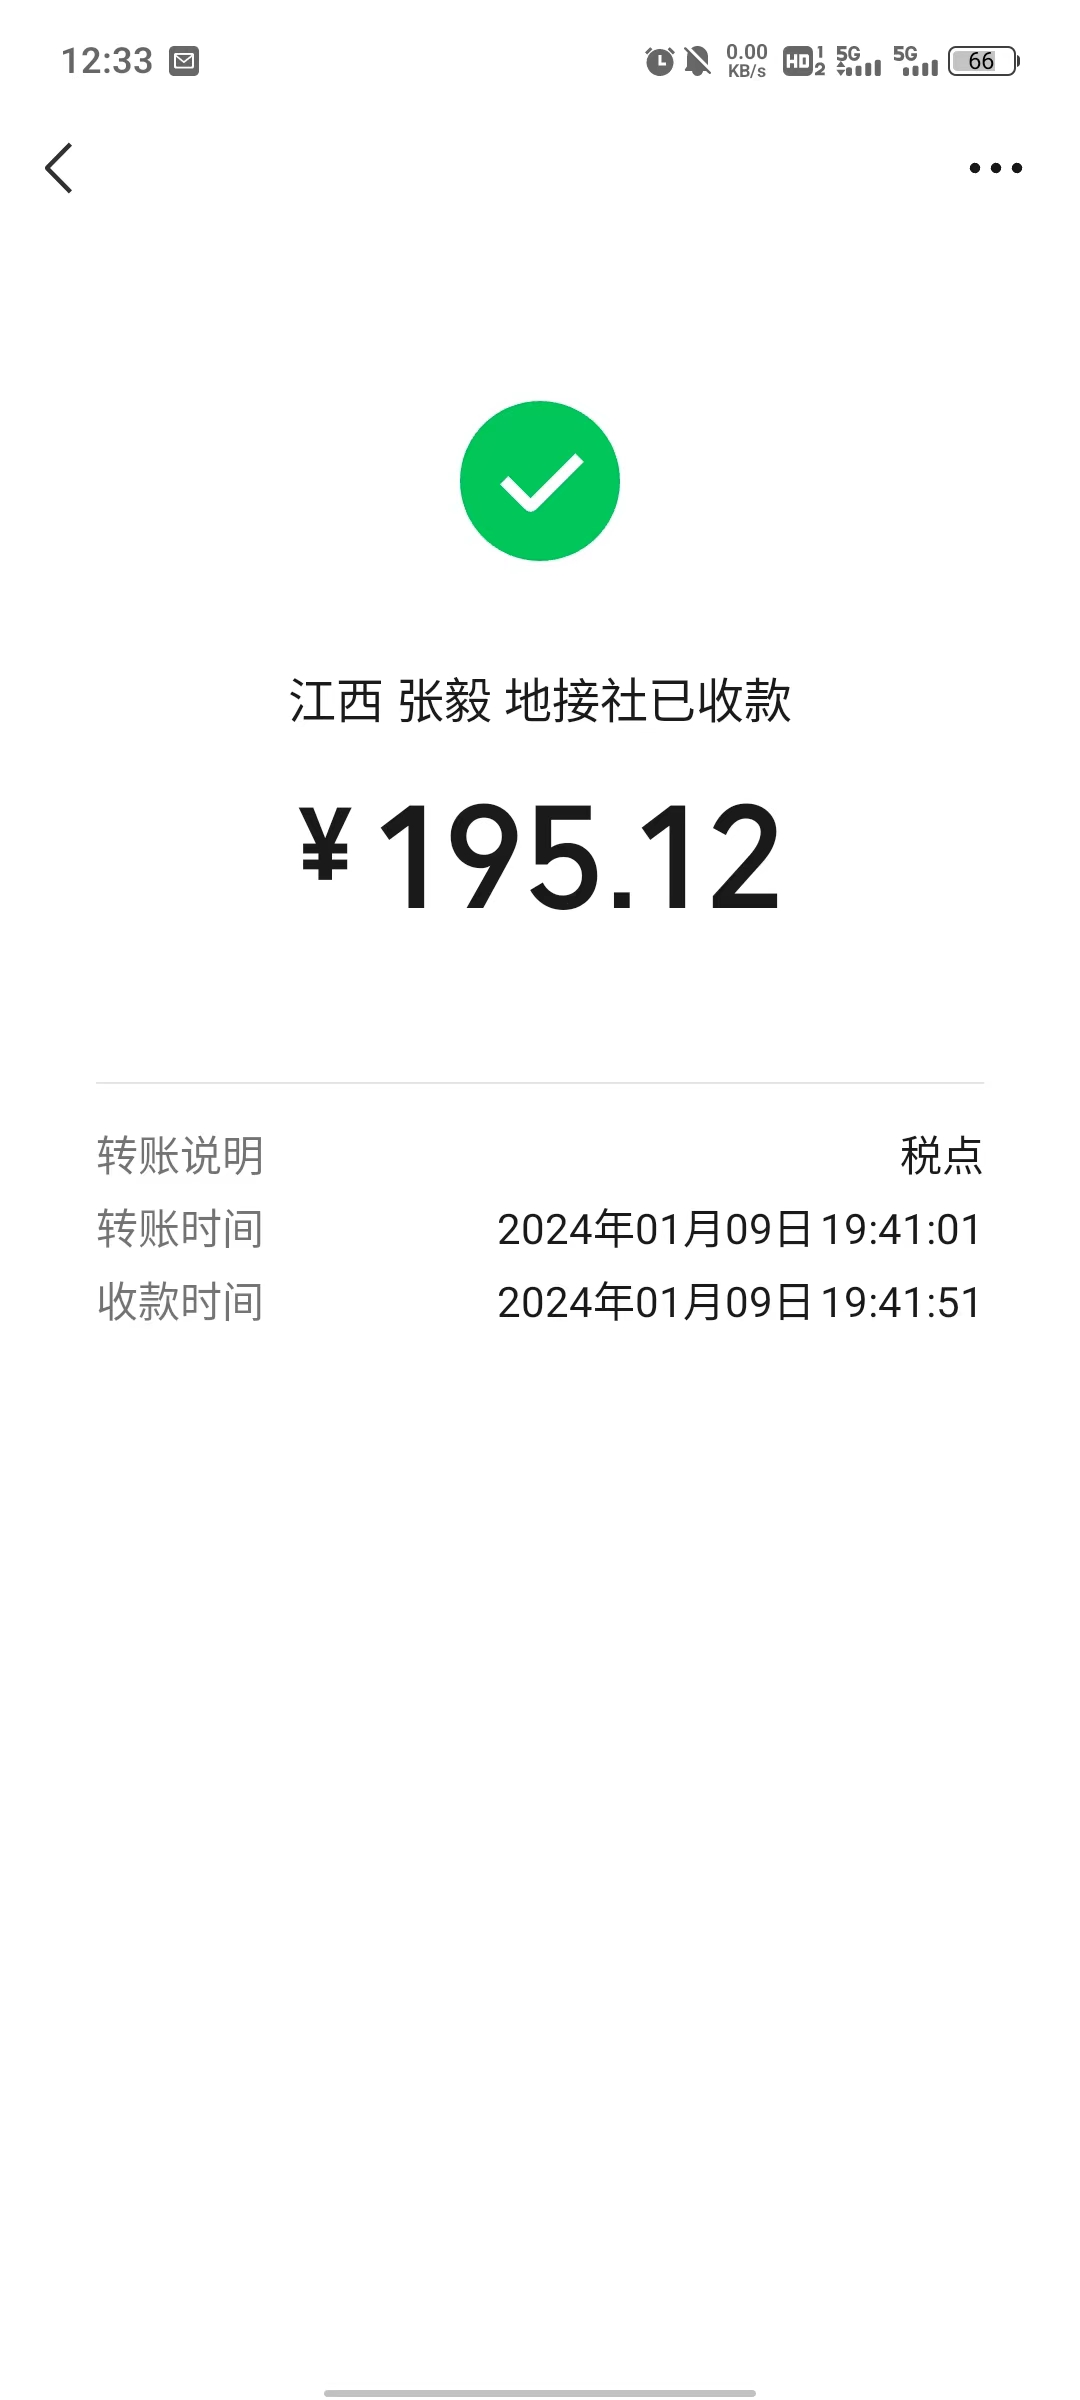 12:33
0.00 KB/s HD 1 2 5G 5G 66
江西 张毅 地接社已收款
¥195.12
转账说明 税点
转账时间 2024年01月09日 19:41:01
收款时间 2024年01月09日 19:41:51